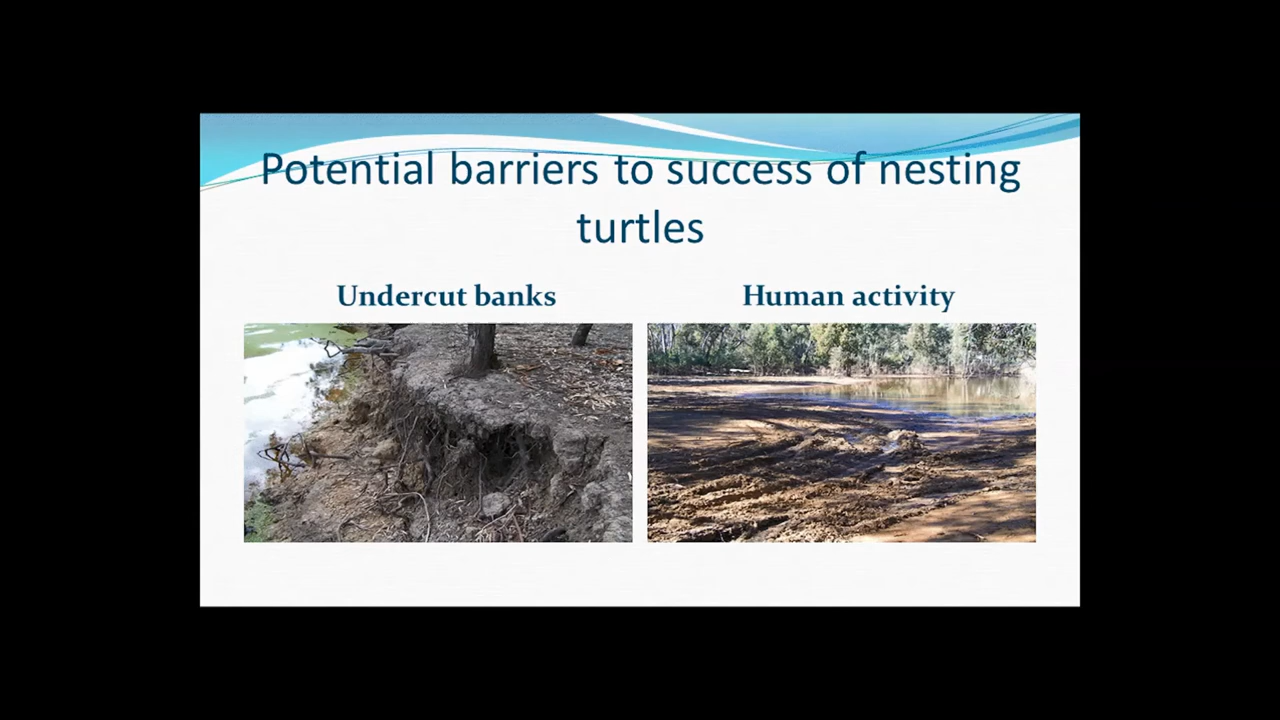 Potential barriers to success of nesting
turtles
Undercut banks
Human activity